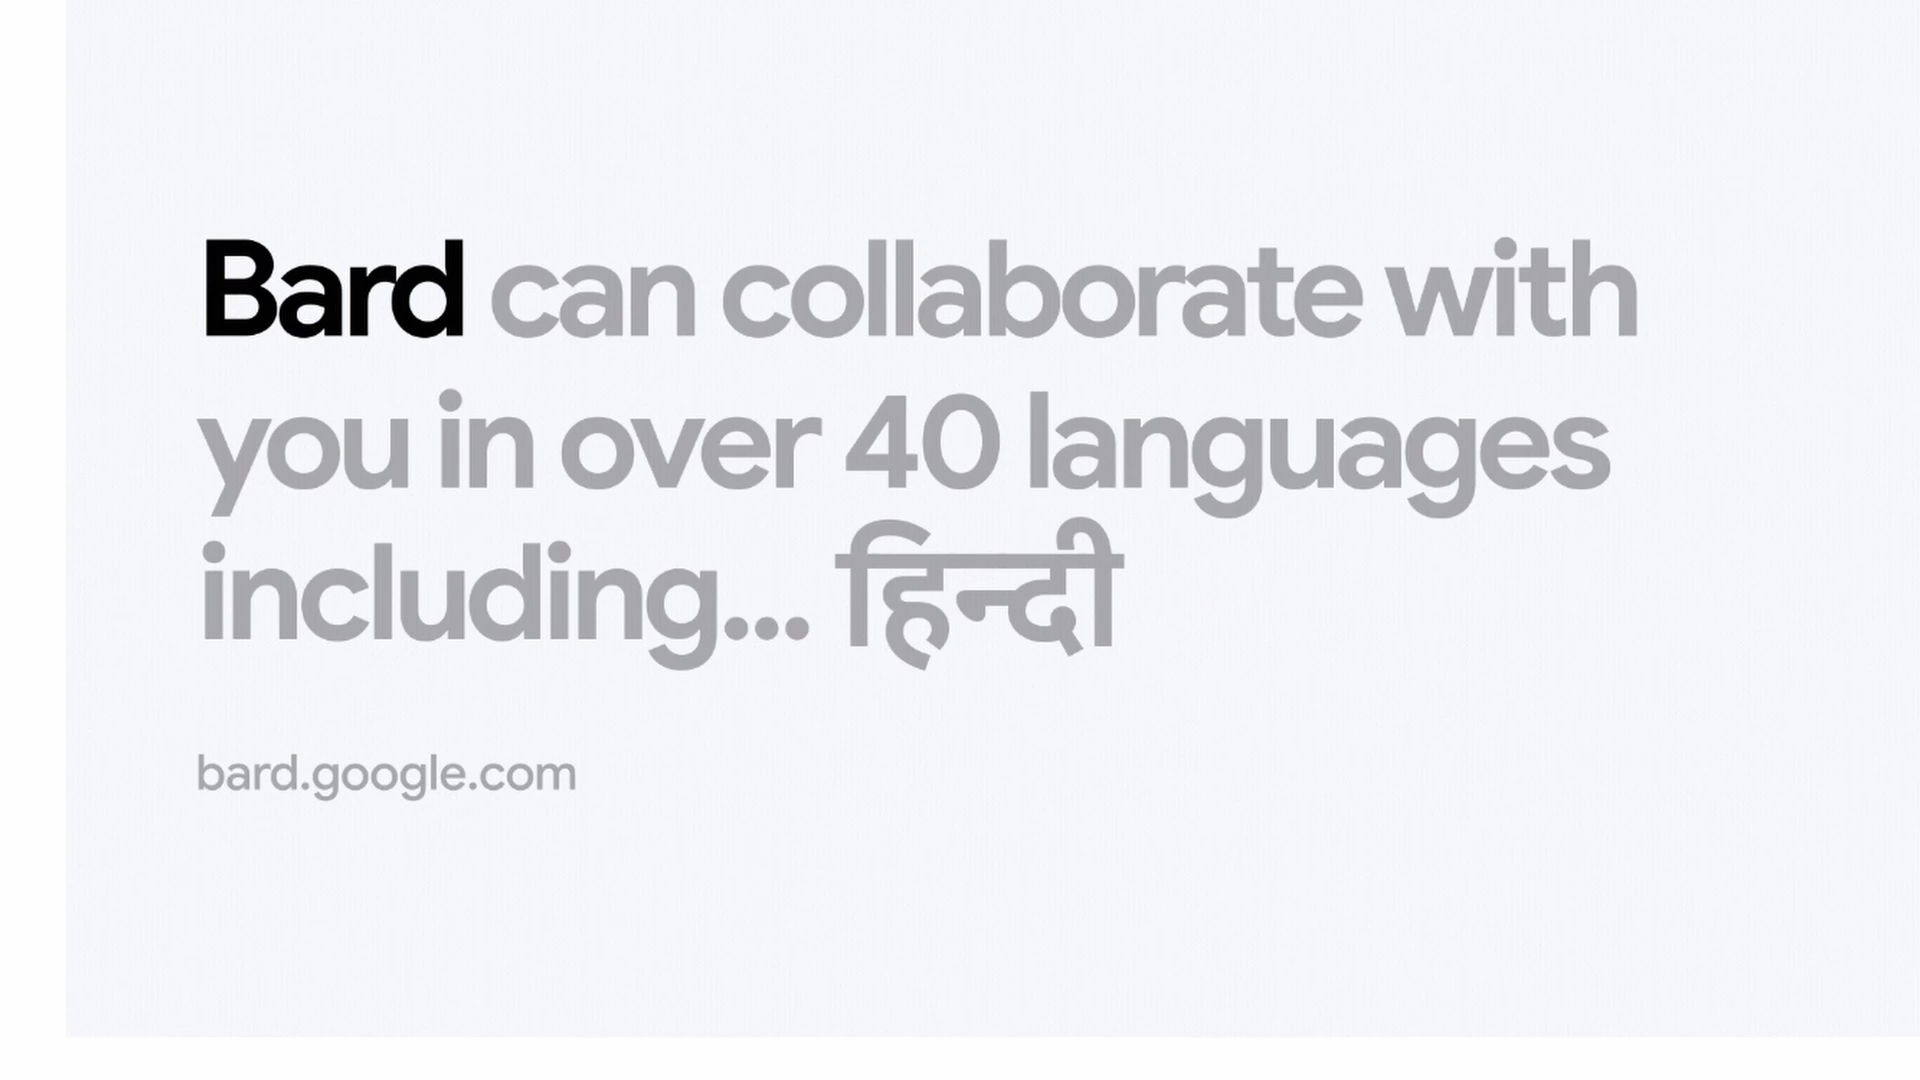 Bard can collaborate with
you in over 40 languages
including... हिन्दी
bard.google.com